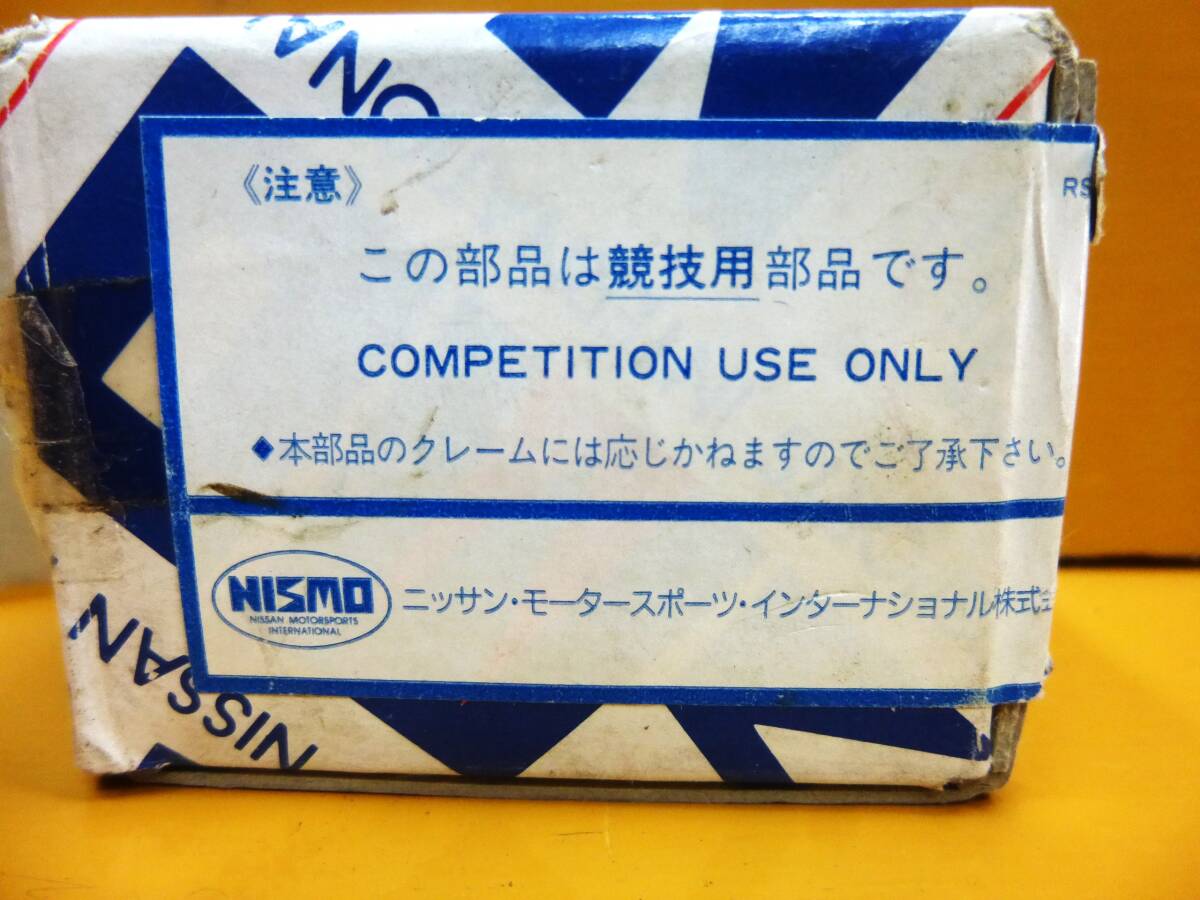 NISSAN
《注意》
RS
この部品は競技用部品です。
COMPETITION USE ONLY
◆本部品のクレームには応じかねますのでご了承下さい。
NISMO
NISSAN MOTORSPORTS
INTERNATIONAL
ニッサン・モータースポーツ・インターナショナル株式会